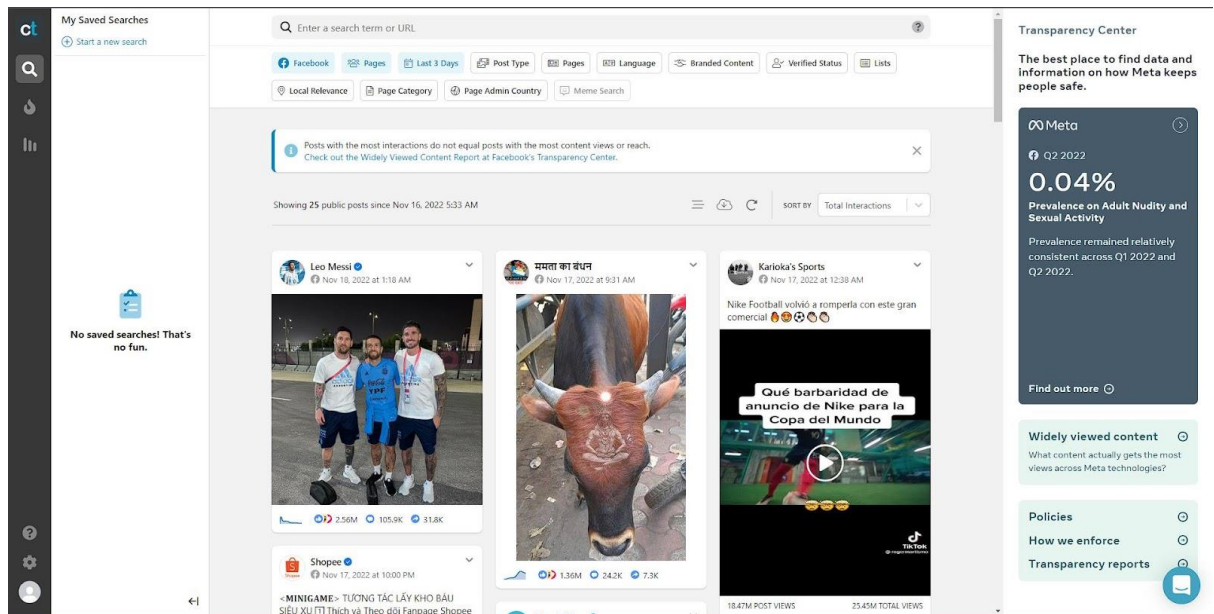 ct
My Saved Searches
Start a new search
No saved searches! That's
no fun.
Enter a search term or URL
Facebook
Pages
Last 3 Days
Post Type
Pages
Language
Branded Content
Verified Status
Lists
Local Relevance
Page Category
Page Admin Country
Meme Search
Posts with the most interactions do not equal posts with the most content views or reach.
Check out the Widely Viewed Content Report at Facebook's Transparency Center.
Showing 25 public posts since Nov 16, 2022 5:33 AM
SORT BY
Total Interactions
Leo Messi
Nov 18, 2022 at 1:18 AM
2.56M
105.9K
31.8K
Shopee
Nov 17, 2022 at 10:00 PM
<MINIGAME> TƯƠNG TÁC LẤY KHO BÁU
SIÊU XU Thích và Theo dõi Fanpage Shopee
ममता का बंधन
Nov 17, 2022 at 9:31 AM
1.36M
24.2K
7.3K
Karioka's Sports
Nov 17, 2022 at 12:38 AM
Nike Football volvió a romperla con este gran
comercial 🔥
Qué barbaridad de
anuncio de Nike para la
Copa del Mundo
TikTok
18.47M POST VIEWS
25.45M TOTAL VIEWS
Transparency Center
The best place to find data and
information on how Meta keeps
people safe.
Meta
Q2 2022
0.04%
Prevalence on Adult Nudity and
Sexual Activity
Prevalence remained relatively
consistent across Q1 2022 and
Q2 2022.
Find out more
Widely viewed content
What content actually gets the most
views across Meta technologies?
Policies
How we enforce
Transparency reports